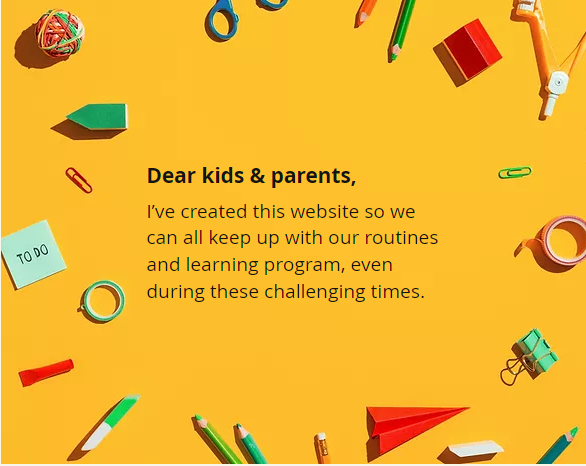 Dear kids & parents,
I’ve created this website so we
can all keep up with our routines
and learning program, even
during these challenging times.
TO DO